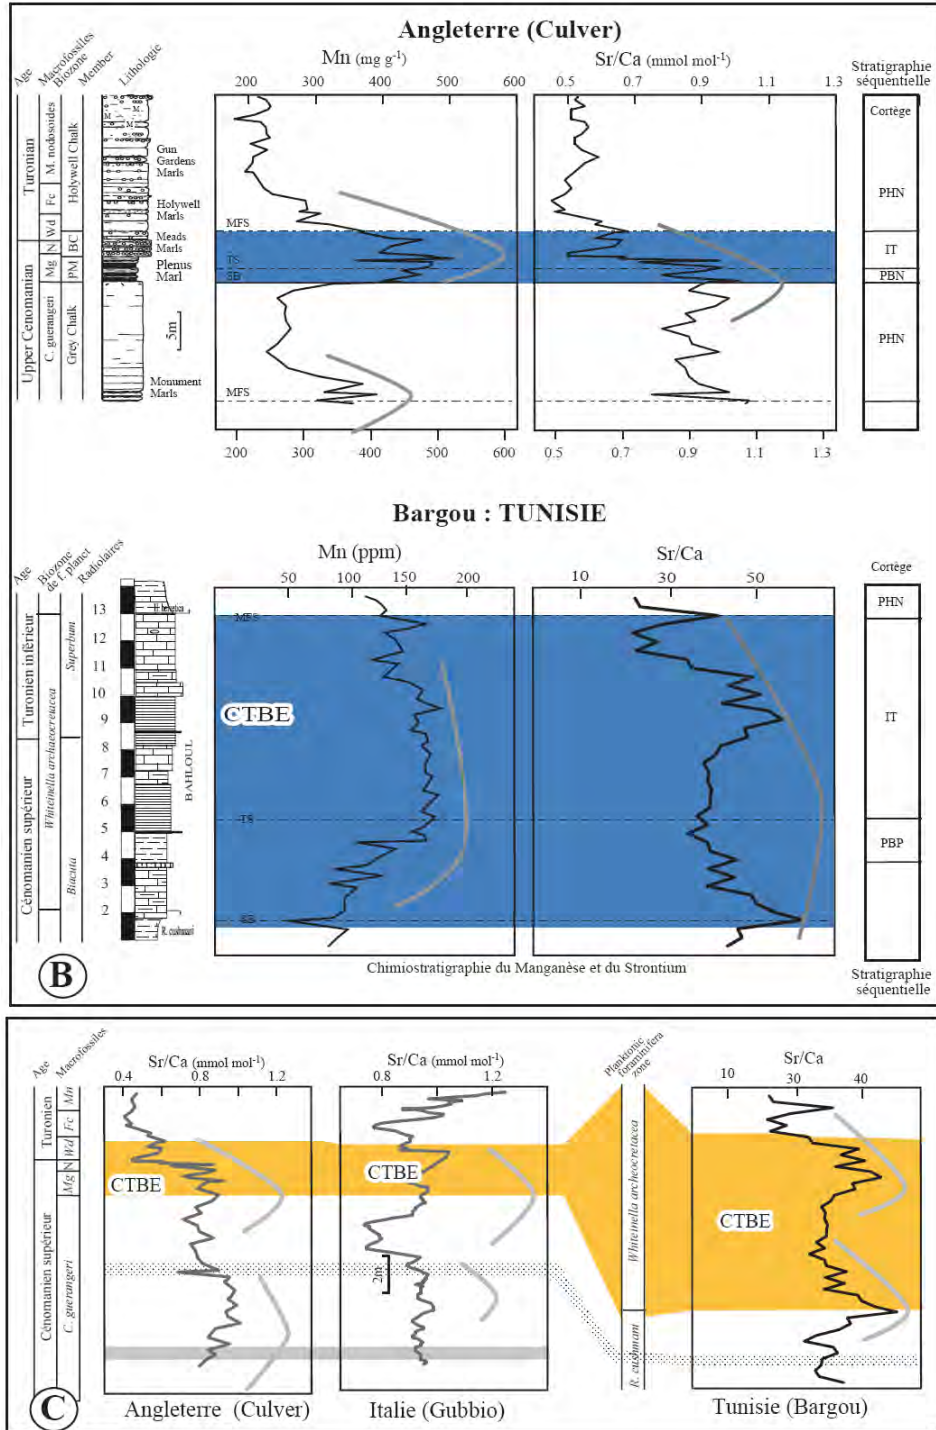 Angleterre (Culver)
Mn (mg g-1)
Sr/Ca (mmol mol-1)
Stratigraphie
séquentielle
Age
Macrofossiles
Biozone
Member
Lithologie
200 300 400 500 600
0.5 0.7 0.9 1.1 1.3
Cortège
Turonian
M. nodosoides
Fc
Wd
Holywell Chalk
Gun
Gardens
Marls
Holywell
Marls
Meads
Marls
Plenus
Marl
N
BC
Mg
PM
Upper Cenomanian
C. guerangeri
Grey Chalk
5m
Monument
Marls
MFS
TS
SB
MFS
PHN
IT
PBN
PHN
200 300 400 500 600
0.5 0.7 0.9 1.1 1.3
Bargou : TUNISIE
Mn (ppm)
Sr/Ca
Age
Biozone
de f. planct
Radiolaires
50 100 150 200
10 30 50
Cortège
PHN
IT
PBP
Turonien inférieur
Cénomanien supérieur
Whiteinella archaeocretacea
Superbum
Biacuta
13
12
11
10
9
8
7
6
5
4
3
2
BAHLOUL
R. cushmani
MFS
CTBE
TS
SB
Chimiostratigraphie du Manganèse et du Strontium
Stratigraphie
séquentielle
B
Age
Macrofossiles
Sr/Ca (mmol mol-1)
0.4 0.8 1.2
Sr/Ca (mmol mol-1)
0.8 1.2
Planktonic
foraminifera
zone
Sr/Ca
10 30 40
Turonien
Cénomanien supérieur
Mn
Fc
Wd
N
Mg
C. guerangeri
CTBE
CTBE
CTBE
2m
Whiteinella archeocretacea
R. cushmani
C
Angleterre (Culver)
Italie (Gubbio)
Tunisie (Bargou)